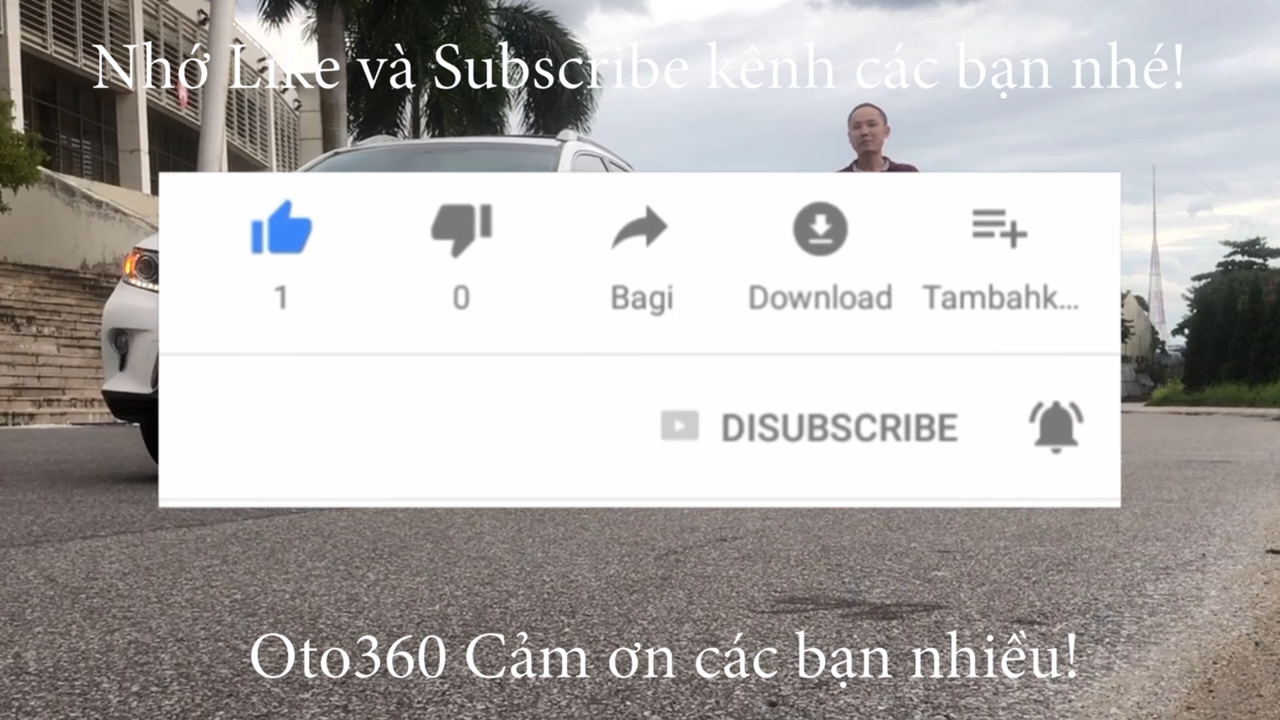 Nhớ Like và Subscribe kênh các bạn nhé!
1 0 Bagi Download Tambahk...
DISUBSCRIBE
Oto360 Cảm ơn các bạn nhiều!